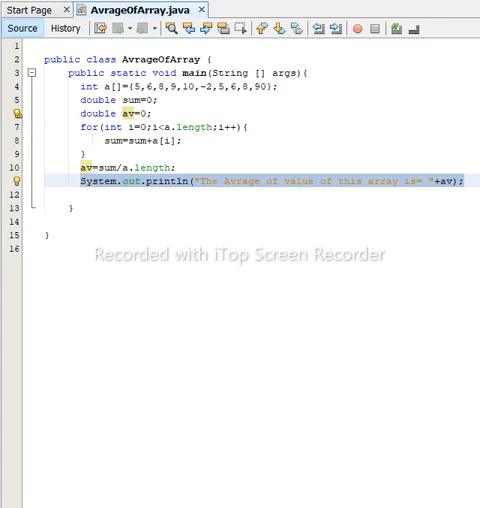 Start Page
AvrageOfArray.java
Source
History
1
2 public class AvrageOfArray {
3 public static void main(String [] args){
4 int a[]={5,6,8,9,10,-2,5,6,8,90};
5 double sum=0;
double av=0;
7 for(int i=0;i<a.length;i++){
8 sum=sum+a[i];
9 }
10 av=sum/a.length;
System.out.println("The Avrage of value of this array is= "+av);
12
13 }
14
15 }
16
Recorded with iTop Screen Recorder